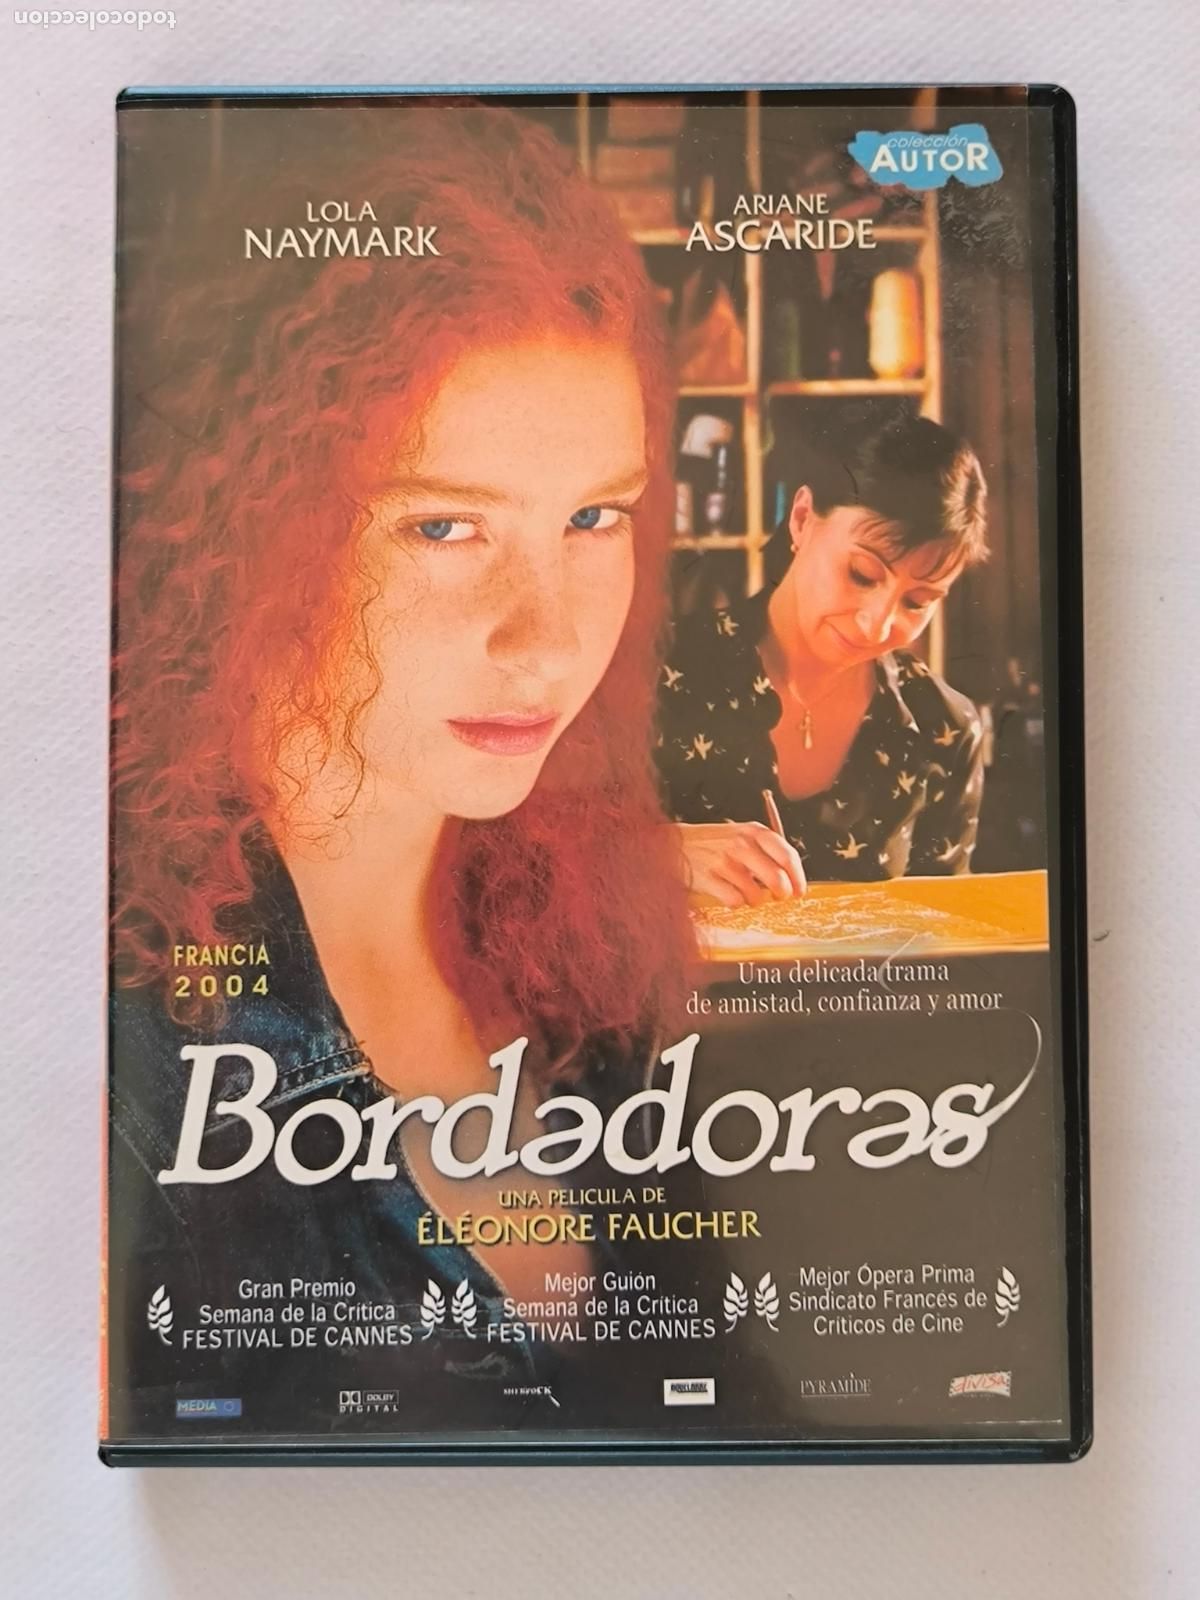 todocoleccion
colección
AUTOR
LOLA
NAYMARK
ARIANE
ASCARIDE
FRANCIA
2004
Una delicada trama
de amistad, confianza y amor
Bordadoras
UNA PELICULA DE
ÉLÉONORE FAUCHER
Gran Premio
Semana de la Crítica
FESTIVAL DE CANNES
Mejor Guión
Semana de la Crítica
FESTIVAL DE CANNES
Mejor Ópera Prima
Sindicato Francés de
Críticos de Cine
MEDIA
DOLBY
DIGITAL
SHERLOCK
PYRAMIDE
divisa